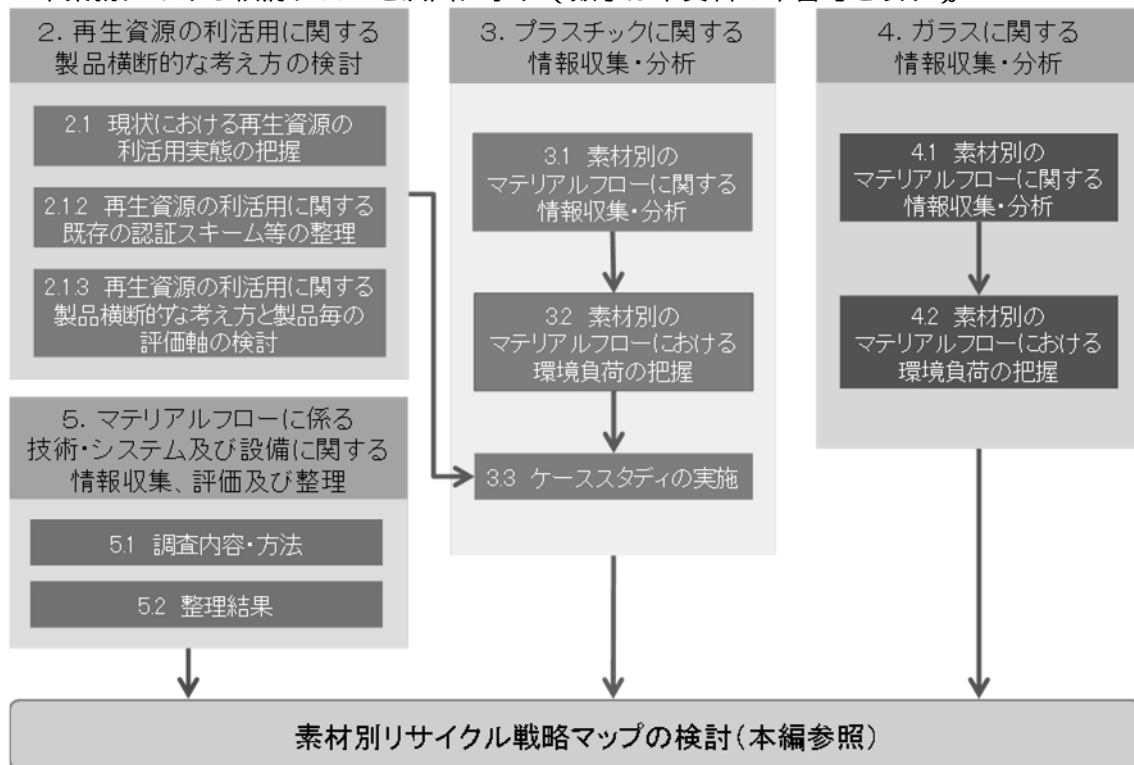 2. 再生資源の利活用に関する
製品横断的な考え方の検討
2.1 現状における再生資源の
利活用実態の把握
2.1.2 再生資源の利活用に関する
既存の認証スキーム等の整理
2.1.3 再生資源の利活用に関する
製品横断的な考え方と製品毎の
評価軸の検討
5. マテリアルフローに係る
技術・システム及び設備に関する
情報収集、評価及び整理
5.1 調査内容・方法
5.2 整理結果
3. プラスチックに関する
情報収集・分析
3.1 素材別の
マテリアルフローに関する
情報収集・分析
3.2 素材別の
マテリアルフローにおける
環境負荷の把握
3.3 ケーススタディの実施
4. ガラスに関する
情報収集・分析
4.1 素材別の
マテリアルフローに関する
情報収集・分析
4.2 素材別の
マテリアルフローにおける
環境負荷の把握
素材別リサイクル戦略マップの検討(本編参照)